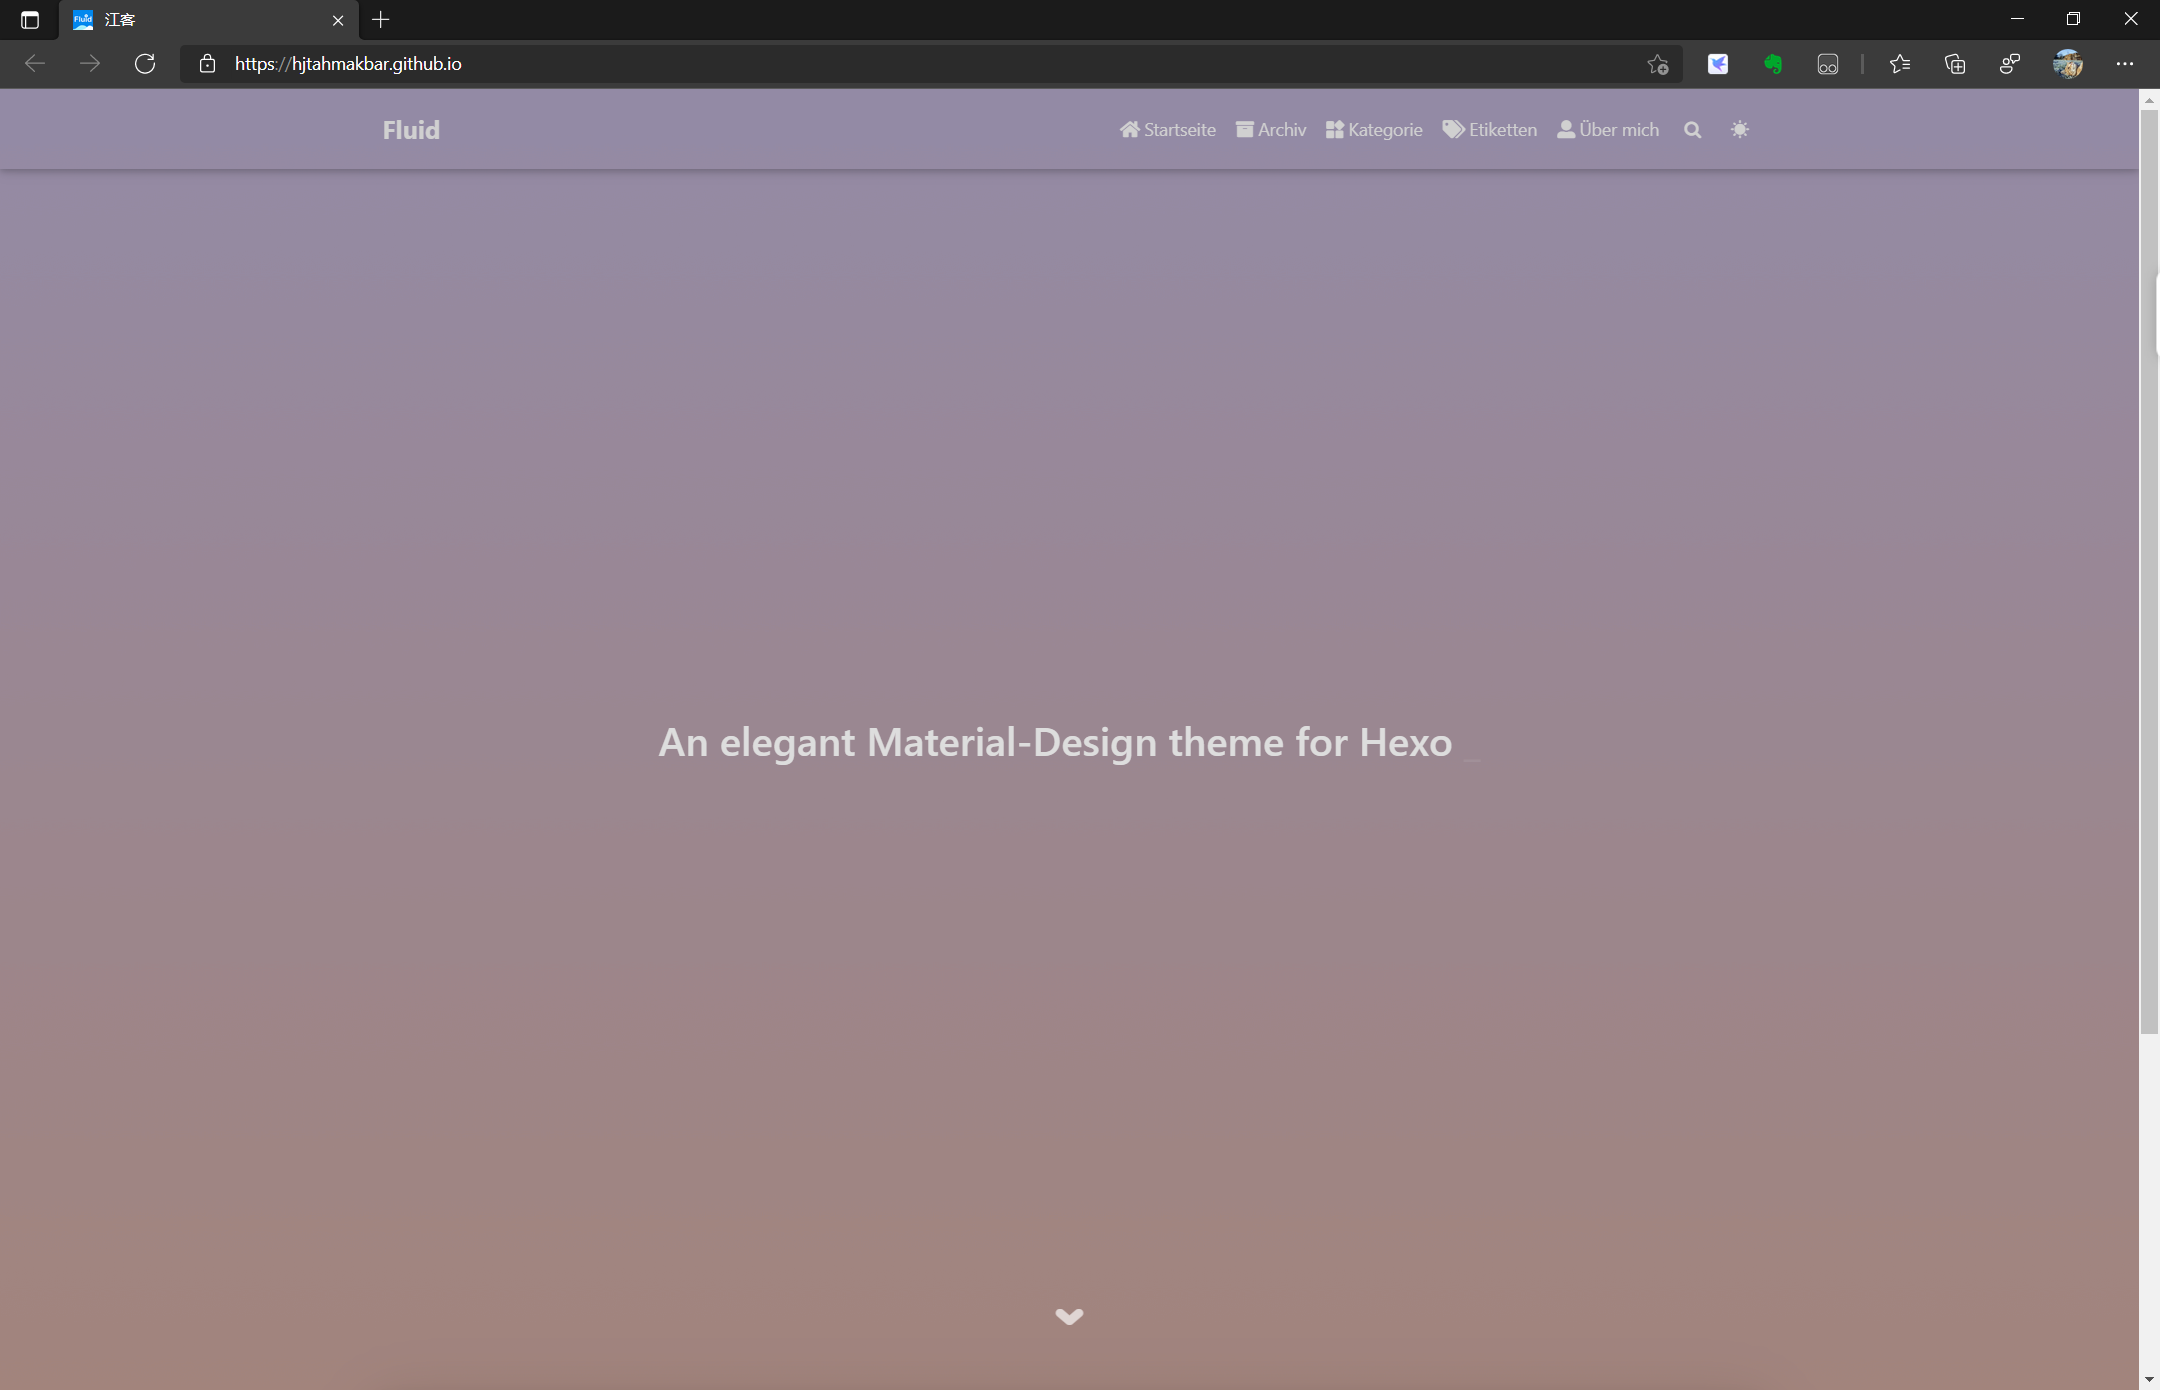 Fluid 江客
https://hjtahmakbar.github.io
Fluid Startseite Archiv Kategorie Etiketten Über mich
An elegant Material-Design theme for Hexo _